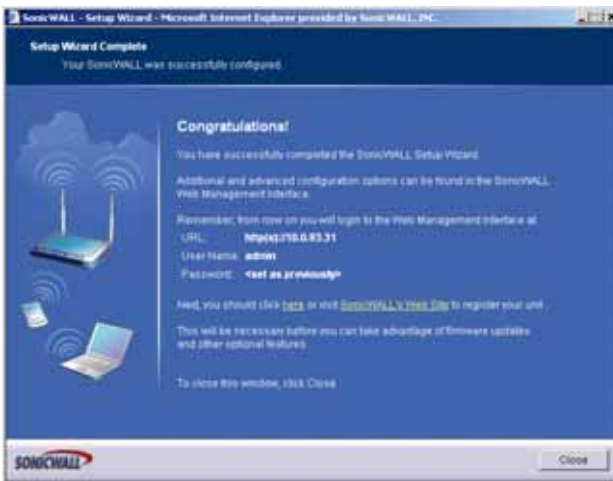 SonicWALL - Setup Wizard - Microsoft Internet Explorer provided by SonicWALL, INC.
Setup Wizard Complete
Your SonicWALL was successfully configured.
Congratulations!
You have successfully completed the SonicWALL Setup Wizard.
Additional and advanced configuration options can be found in the SonicWALL
Web Management Interface.
Remember, from now on you will login to the Web Management Interface at
URL: http(s)://10.0.93.31
User Name: admin
Password: <set as previously>
Next, you should click here or visit SonicWALL's Web Site to register your unit.
This will be necessary before you can take advantage of firmware updates
and other optional features.
To close this window, click Close.
SONICWALL
Close